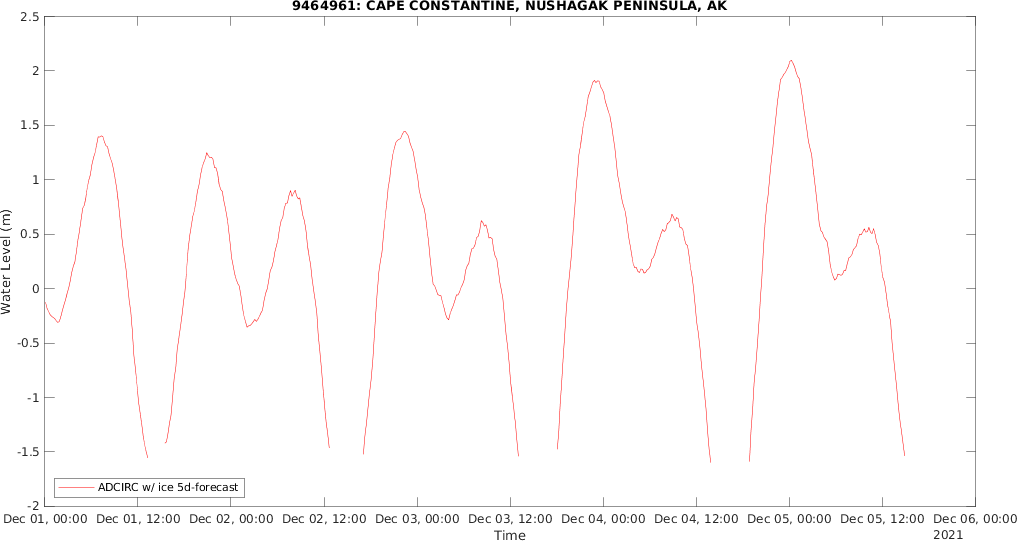 9464961: CAPE CONSTANTINE, NUSHAGAK PENINSULA, AK
Water Level (m)
2.5
2
1.5
1
0.5
0
-0.5
-1
-1.5
-2
ADCIRC w/ ice 5d-forecast
Dec 01, 00:00 Dec 01, 12:00 Dec 02, 00:00 Dec 02, 12:00 Dec 03, 00:00 Dec 03, 12:00 Dec 04, 00:00 Dec 04, 12:00 Dec 05, 00:00 Dec 05, 12:00 Dec 06, 00:00
Time
2021